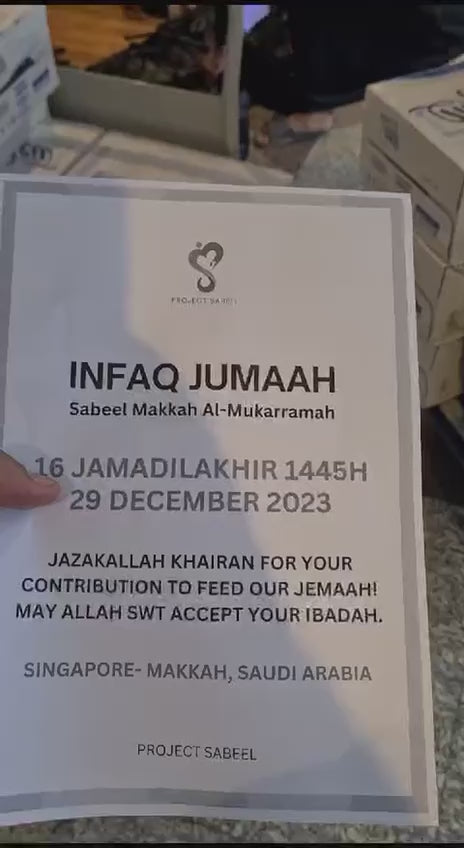 PROJECT SABEEL
INFAQ JUMAAH
Sabeel Makkah Al-Mukarramah
16 JAMADILAKHIR 1445H
29 DECEMBER 2023
JAZAKALLAH KHAIRAN FOR YOUR
CONTRIBUTION TO FEED OUR JEMAAH!
MAY ALLAH SWT ACCEPT YOUR IBADAH.
SINGAPORE- MAKKAH, SAUDI ARABIA
PROJECT SABEEL